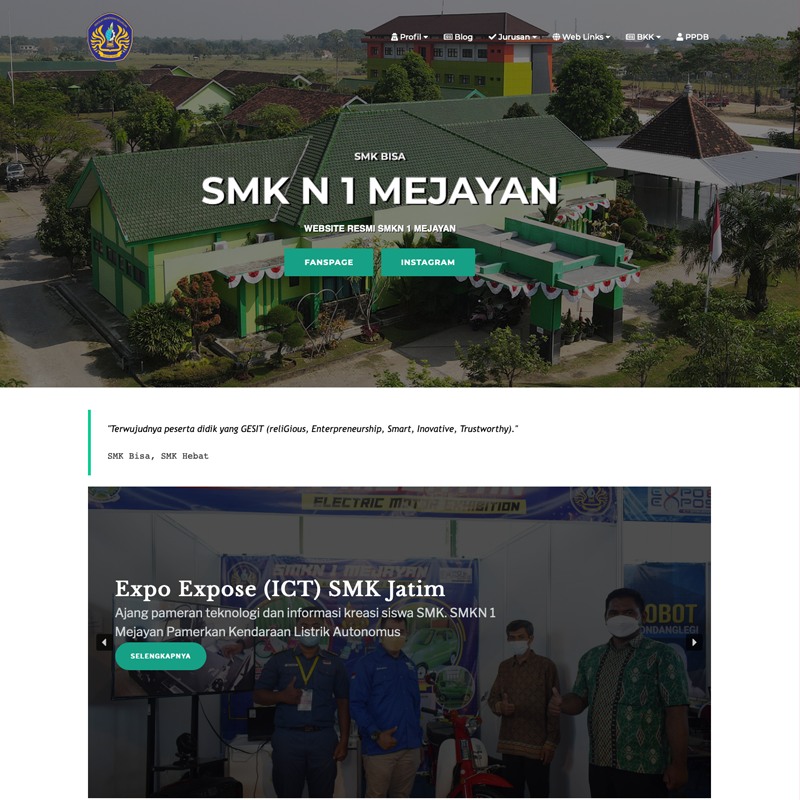 Profil
Blog
Jurusan
Web Links
BKK
PPDB
SMK BISA
SMK N 1 MEJAYAN
WEBSITE RESMI SMKN 1 MEJAYAN
FANSPAGE
INSTAGRAM
"Terwujudnya peserta didik yang GESIT (reliGious, Enterpreneurship, Smart, Inovative, Trustworthy)."
SMK Bisa, SMK Hebat
ELECTRIC MOTOR EXHIBITION
SMKN 1 MEJAYAN
Expo Expose (ICT) SMK Jatim
Ajang pameran teknologi dan informasi kreasi siswa SMK. SMKN 1
Mejayan Pamerkan Kendaraan Listrik Autonomus
SELENGKAPNYA
OBOT
ONDANGLEGI